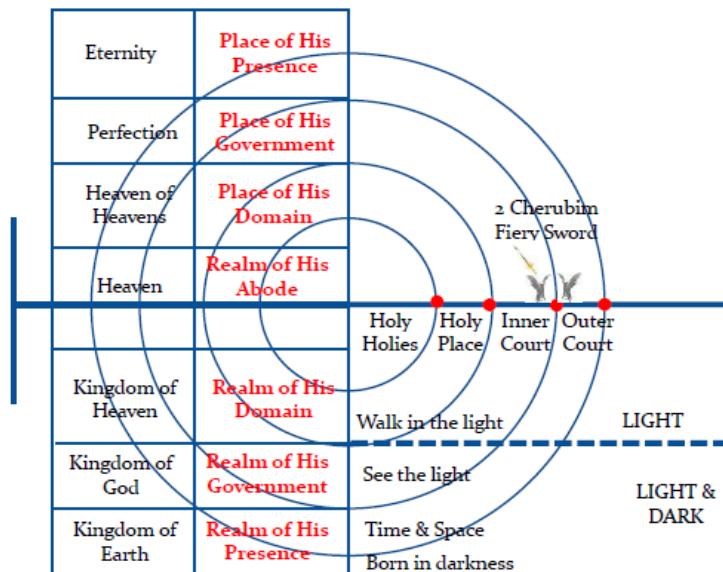 Eternity
Place of His
Presence
Perfection
Place of His
Government
Heaven of
Heavens
Place of His
Domain
2 Cherubim
Fiery Sword
Heaven
Realm of His
Abode
Holy
Holies
Holy
Place
Inner
Court
Outer
Court
Kingdom of
Heaven
Realm of His
Domain
Walk in the light
LIGHT
Kingdom of
God
Realm of His
Government
See the light
LIGHT &
DARK
Kingdom of
Earth
Realm of His
Presence
Time & Space
Born in darkness